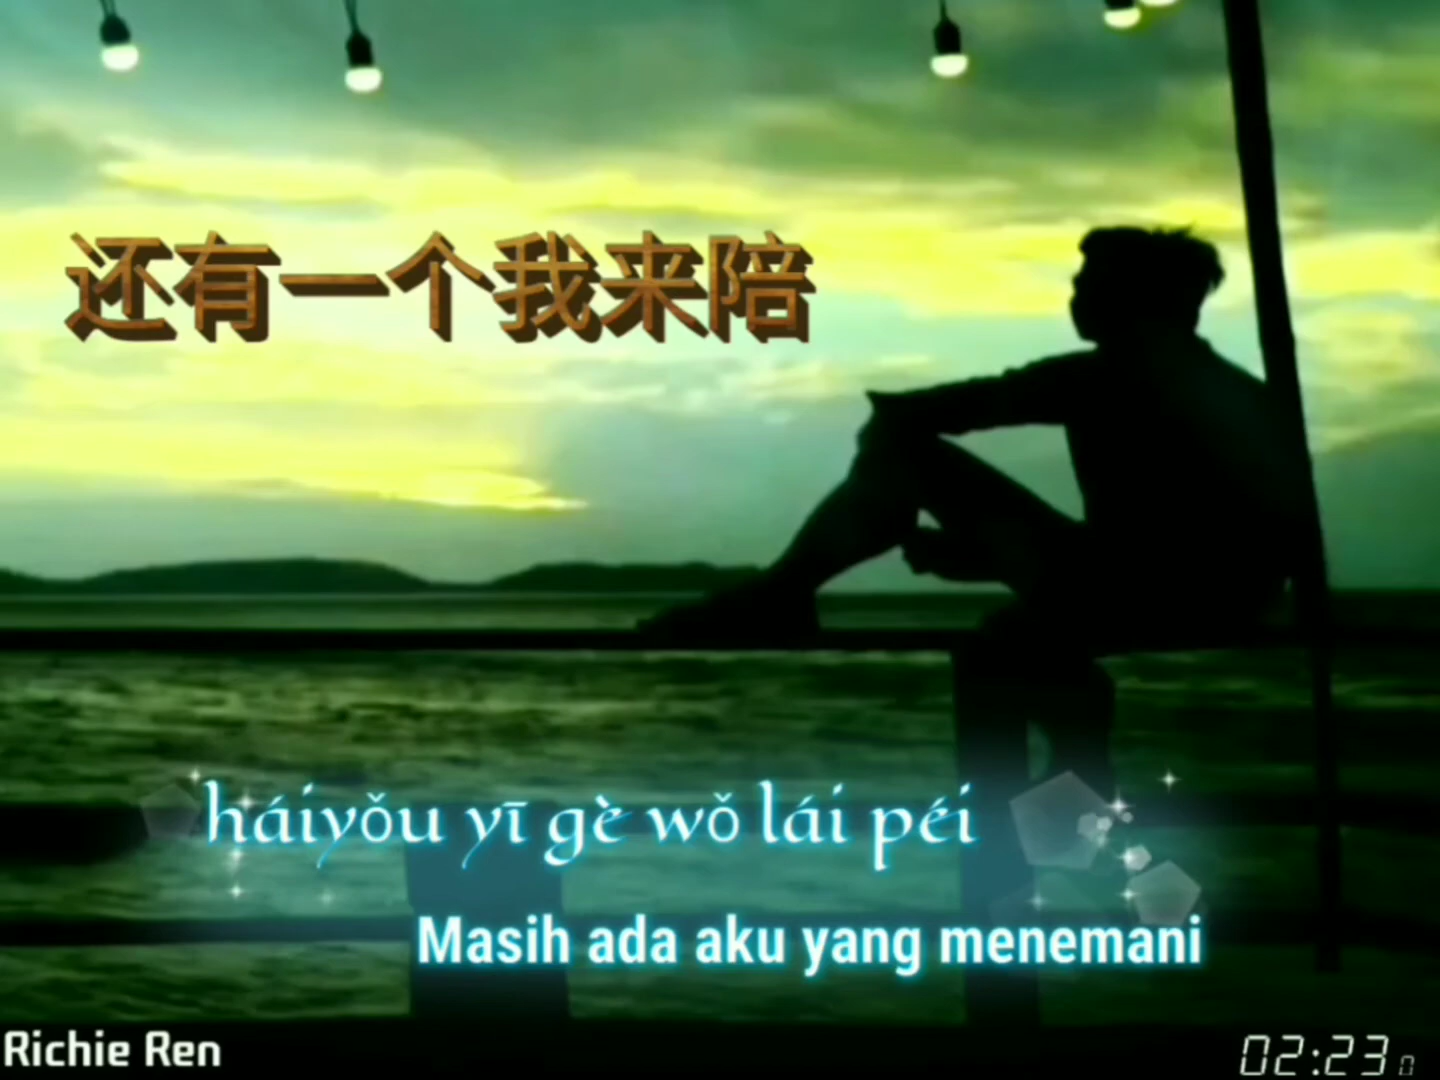 还有一个我来陪
háiyǒu yī gè wǒ lái péi
Masih ada aku yang menemani
Richie Ren
02:23